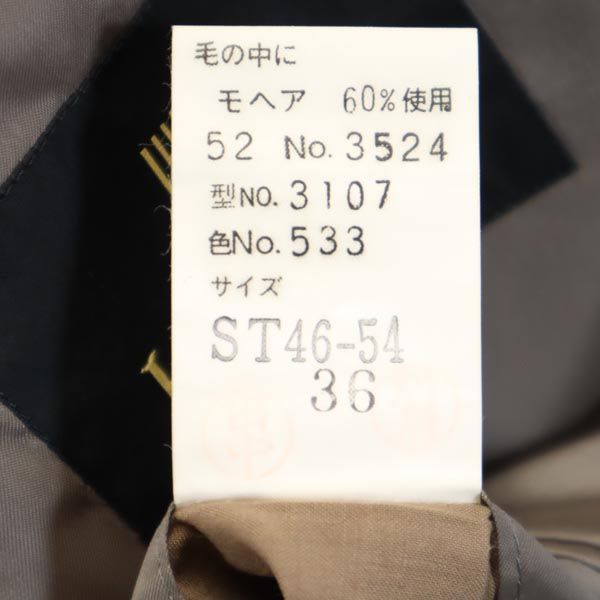 毛の中に
モヘア 60%使用
52 No. 3524
型NO. 3107
色No. 533
サイズ
ST46-54
36